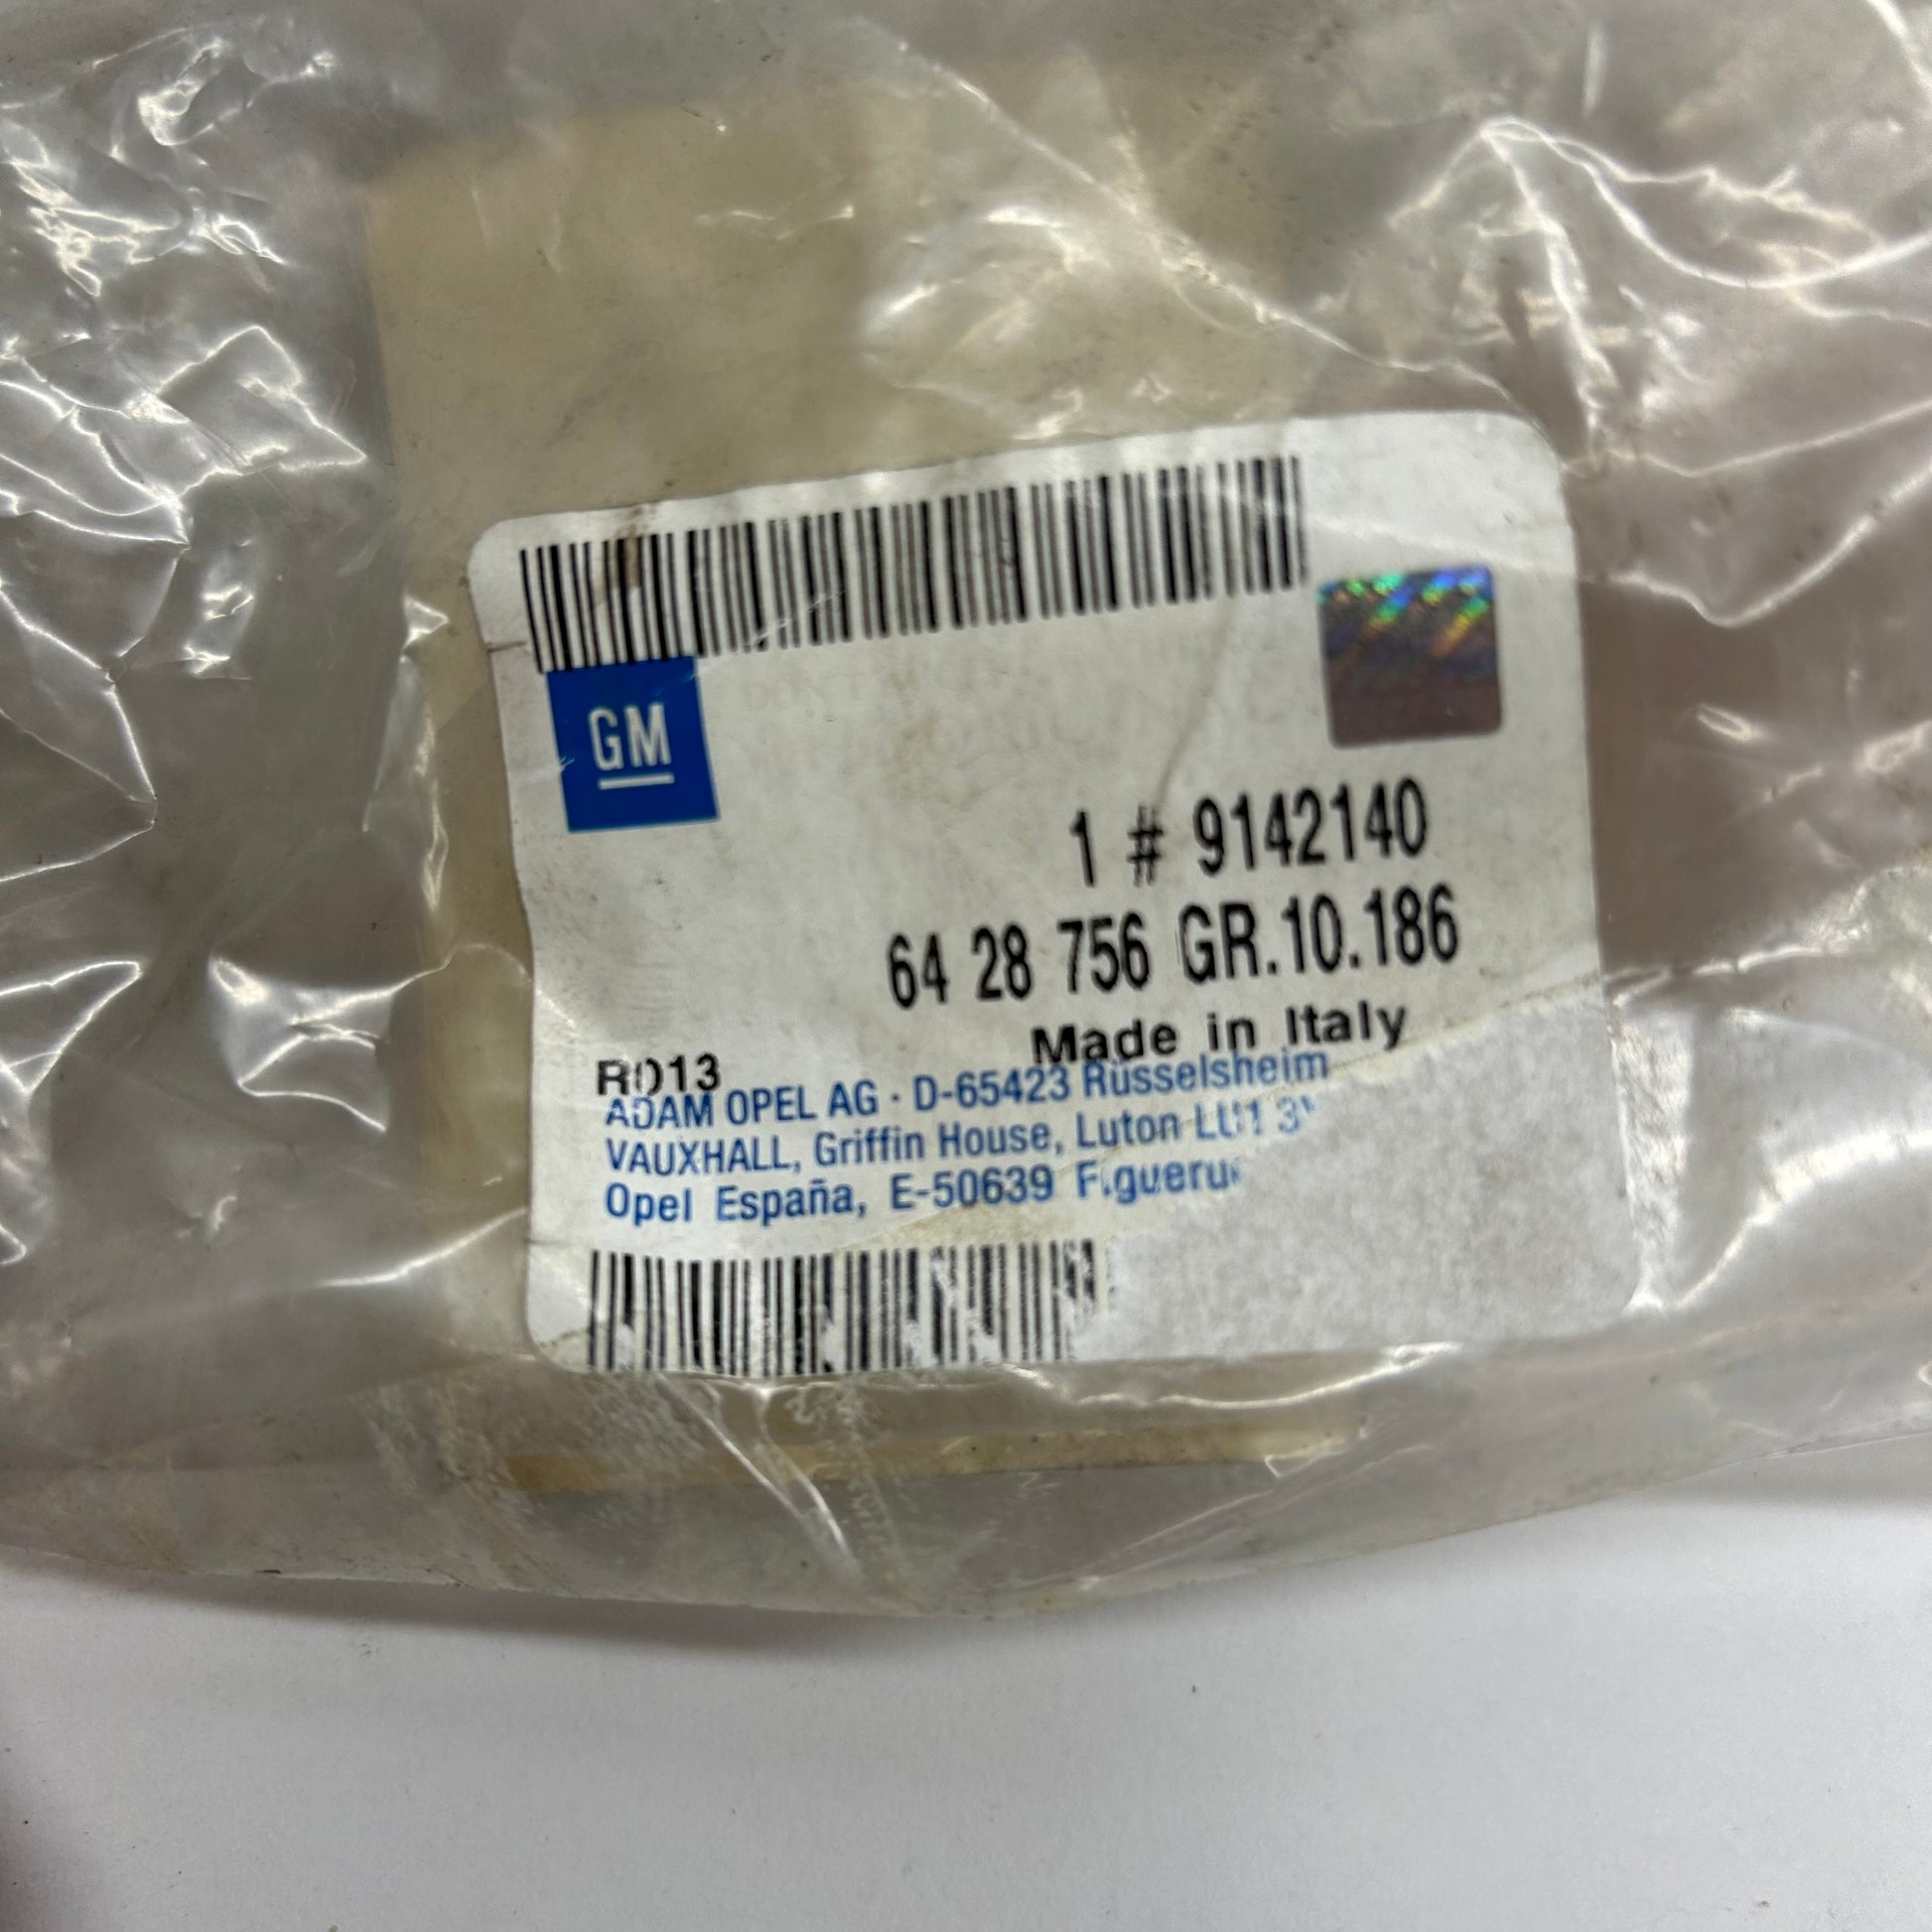 GM
1 # 9142140
64 28 756 GR.10.186
Made in Italy
R013
ADAM OPEL AG · D-65423 Rüsselsheim
VAUXHALL, Griffin House, Luton LU1
Opel España, E-50639